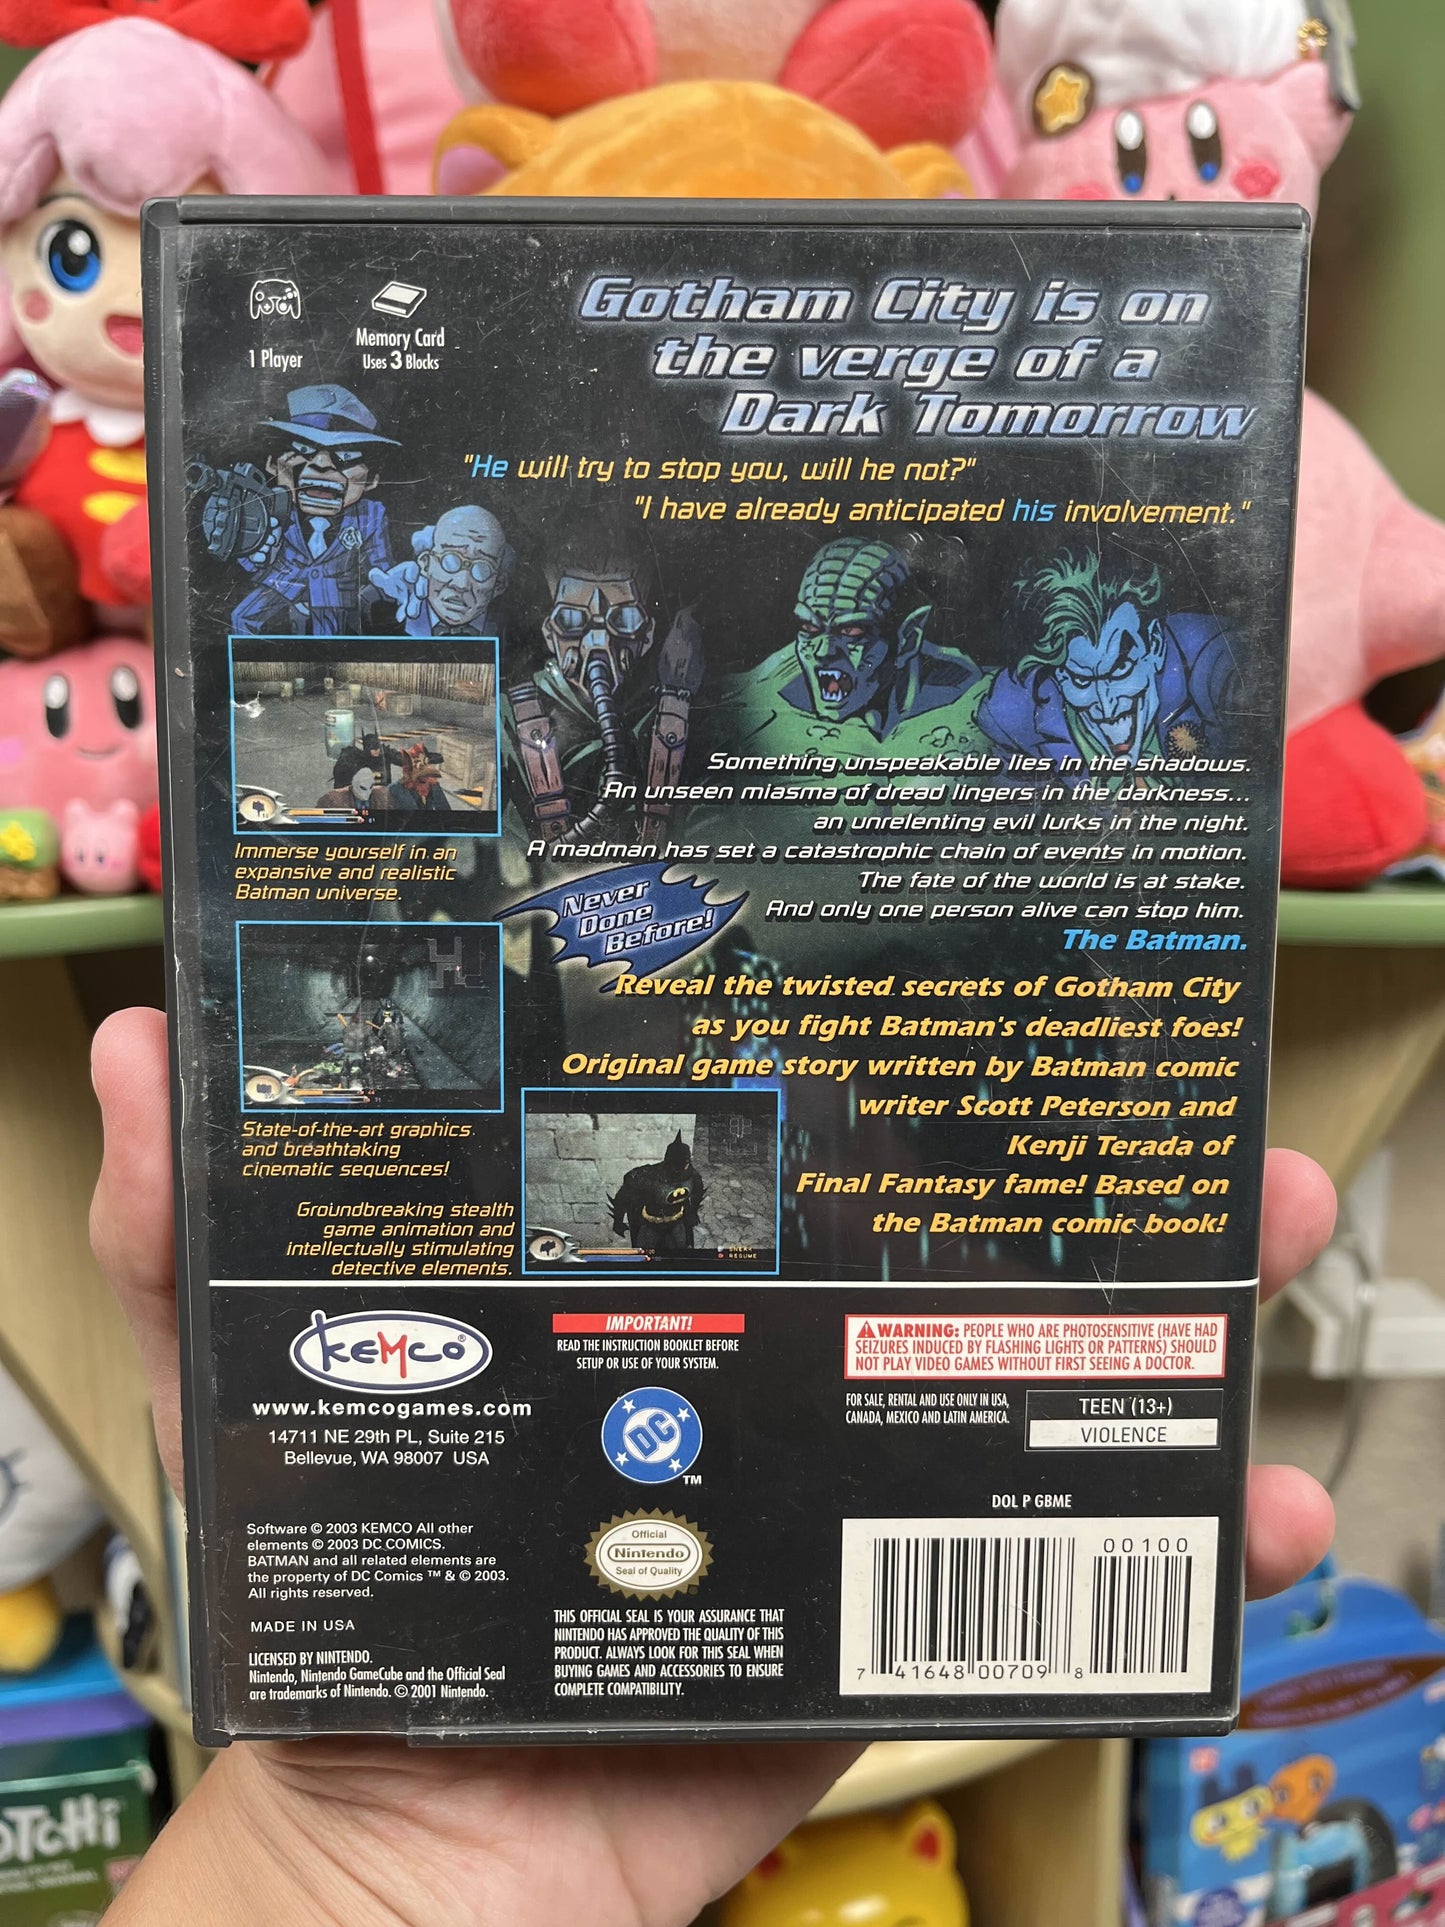 1 Player
Memory Card
Uses 3 Blocks
Gotham City is on
the verge of a
Dark Tomorrow
"He will try to stop you, will he not?"
"I have already anticipated his involvement."
Something unspeakable lies in the shadows.
An unseen miasma of dread lingers in the darkness...
an unrelenting evil lurks in the night.
A madman has set a catastrophic chain of events in motion.
The fate of the world is at stake.
And only one person alive can stop him.
The Batman.
Immerse yourself in an
expansive and realistic
Batman universe.
Never
Done
Before!
Reveal the twisted secrets of Gotham City
as you fight Batman's deadliest foes!
Original game story written by Batman comic
writer Scott Peterson and
Kenji Terada of
Final Fantasy fame! Based on
the Batman comic book!
State-of-the-art graphics
and breathtaking
cinematic sequences!
Groundbreaking stealth
game animation and
intellectually stimulating
detective elements.
SNEAK
RESUME
KEMCO®
www.kemcogames.com
14711 NE 29th PL, Suite 215
Bellevue, WA 98007 USA
IMPORTANT!
READ THE INSTRUCTION BOOKLET BEFORE
SETUP OR USE OF YOUR SYSTEM.
DC
TM
WARNING: PEOPLE WHO ARE PHOTOSENSITIVE (HAVE HAD
SEIZURES INDUCED BY FLASHING LIGHTS OR PATTERNS) SHOULD
NOT PLAY VIDEO GAMES WITHOUT FIRST SEEING A DOCTOR.
FOR SALE, RENTAL AND USE ONLY IN USA,
CANADA, MEXICO AND LATIN AMERICA.
TEEN (13+)
VIOLENCE
Software © 2003 KEMCO All other
elements © 2003 DC COMICS.
BATMAN and all related elements are
the property of DC Comics ™ & © 2003.
All rights reserved.
MADE IN USA
LICENSED BY NINTENDO.
Nintendo, Nintendo GameCube and the Official Seal
are trademarks of Nintendo. © 2001 Nintendo.
Official
Nintendo
Seal of Quality
THIS OFFICIAL SEAL IS YOUR ASSURANCE THAT
NINTENDO HAS APPROVED THE QUALITY OF THIS
PRODUCT. ALWAYS LOOK FOR THIS SEAL WHEN
BUYING GAMES AND ACCESSORIES TO ENSURE
COMPLETE COMPATIBILITY.
DOL P GBME
00100
7 41648 00709 8